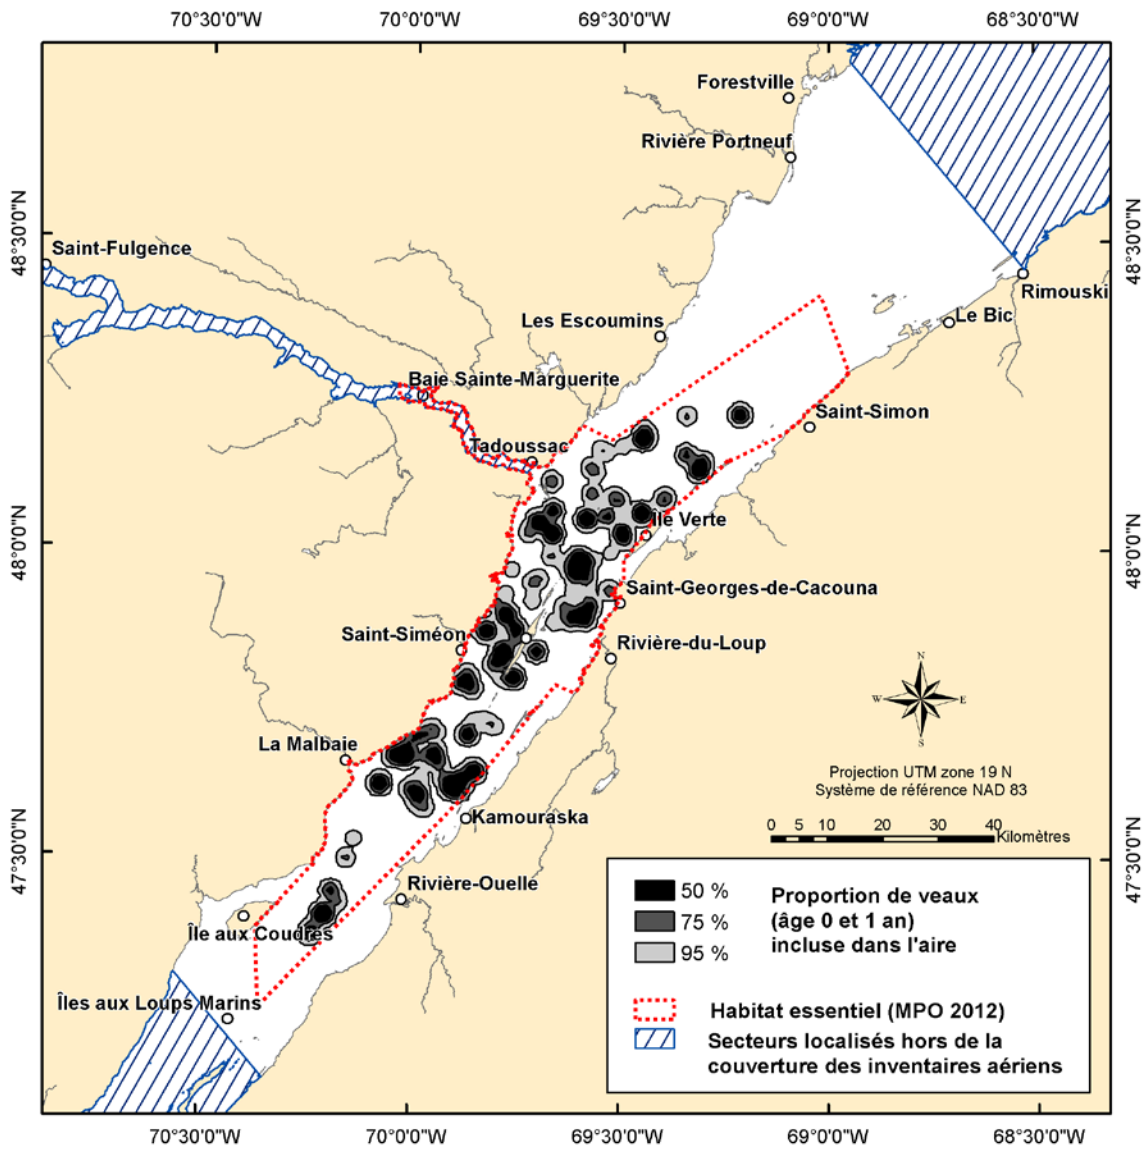 70°30'0"W 70°0'0"W 69°30'0"W 69°0'0"W 68°30'0"W
Forestville
Rivière Portneuf
48°30'0"N
48°30'0"N
Saint-Fulgence
Rimouski
Le Bic
Les Escoumins
Baie Sainte-Marguerite
Saint-Simon
Tadoussac
Île Verte
48°0'0"N
48°0'0"N
Saint-Georges-de-Cacouna
Saint-Siméon
Rivière-du-Loup
N
W E
S
La Malbaie
Projection UTM zone 19 N
Système de référence NAD 83
Kamouraska
0 5 10 20 30 40
Kilomètres
47°30'0"N
47°30'0"N
Rivière-Ouelle
Île aux Coudres
Îles aux Loups Marins
50 %
75 %
95 %
Proportion de veaux
(âge 0 et 1 an)
incluse dans l'aire
Habitat essentiel (MPO 2012)
Secteurs localisés hors de la
couverture des inventaires aériens
70°30'0"W 70°0'0"W 69°30'0"W 69°0'0"W 68°30'0"W